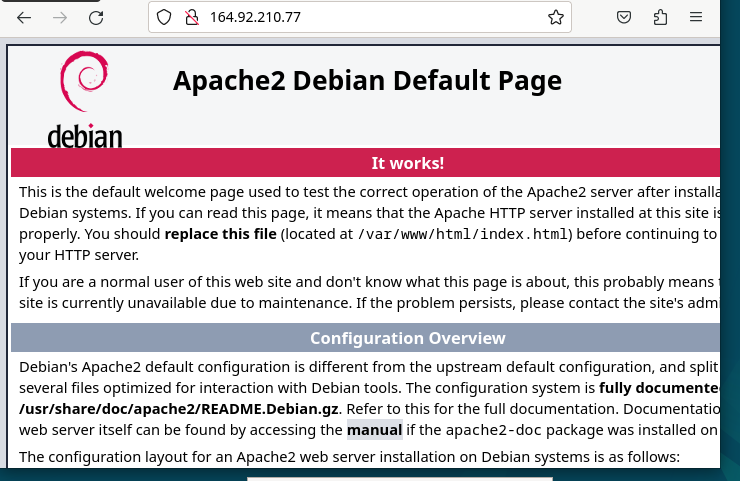 164.92.210.77
debian
Apache2 Debian Default Page
It works!
This is the default welcome page used to test the correct operation of the Apache2 server after installa
Debian systems. If you can read this page, it means that the Apache HTTP server installed at this site is
properly. You should replace this file (located at /var/www/html/index.html) before continuing to
your HTTP server.
If you are a normal user of this web site and don't know what this page is about, this probably means
site is currently unavailable due to maintenance. If the problem persists, please contact the site's adm
Configuration Overview
Debian's Apache2 default configuration is different from the upstream default configuration, and split
several files optimized for interaction with Debian tools. The configuration system is fully documente
/usr/share/doc/apache2/README.Debian.gz. Refer to this for the full documentation. Documentatio
web server itself can be found by accessing the manual if the apache2-doc package was installed on
The configuration layout for an Apache2 web server installation on Debian systems is as follows: